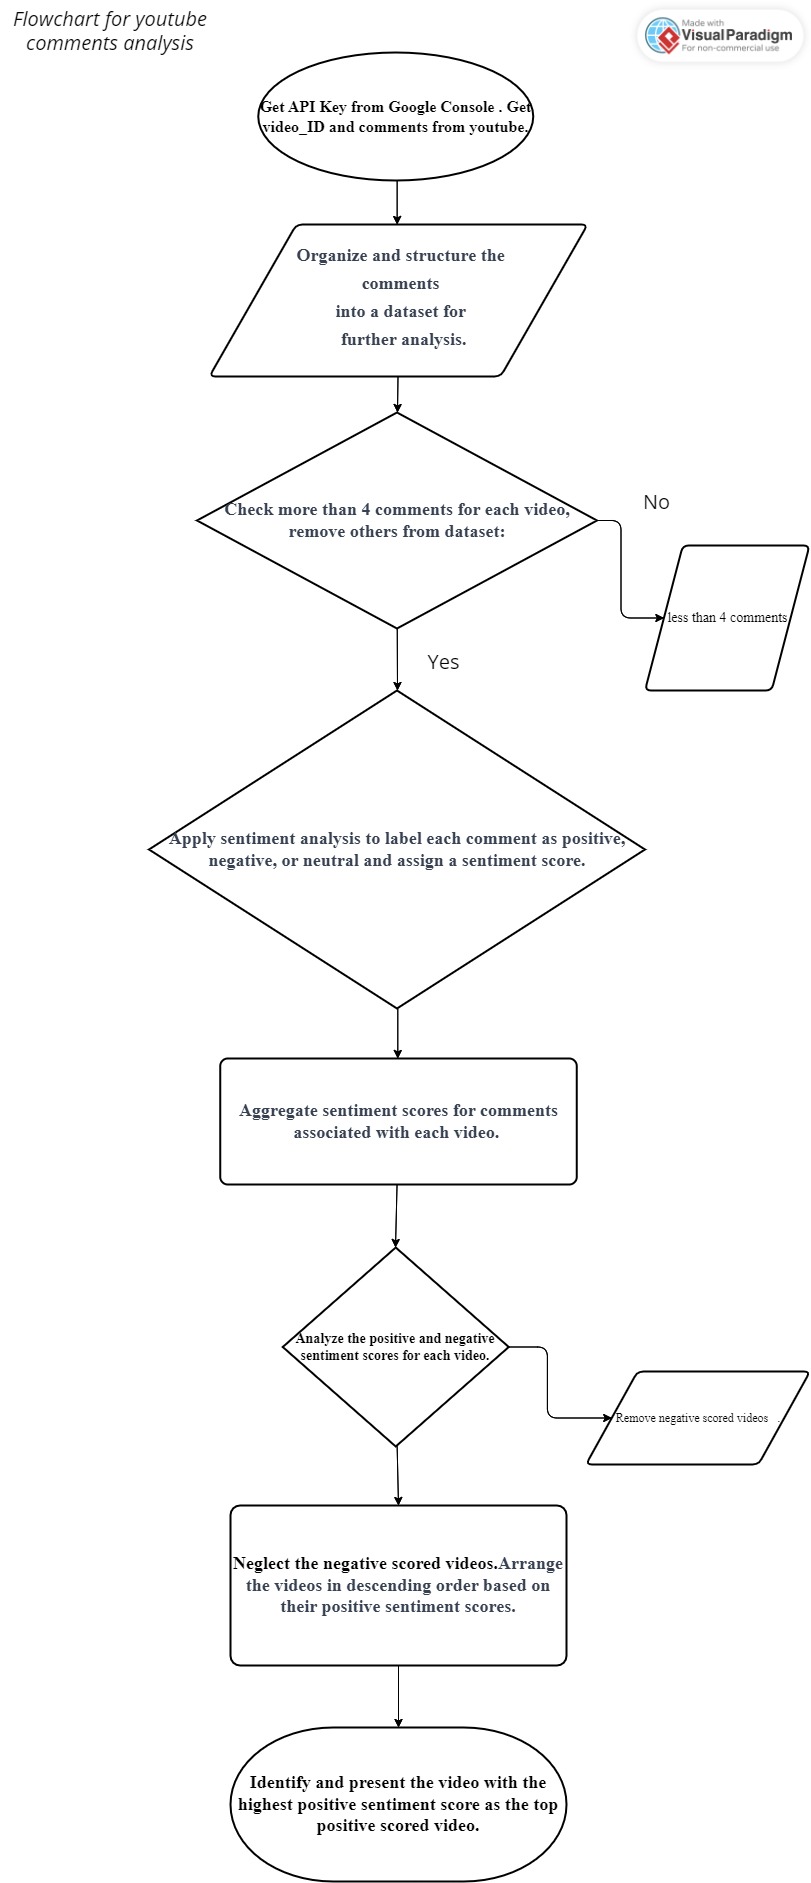 Flowchart for youtube
comments analysis
Made with
VisualParadigm
For non-commercial use
Get API Key from Google Console . Get
video_ID and comments from youtube.
Organize and structure the
comments
into a dataset for
further analysis.
Check more than 4 comments for each video,
remove others from dataset:
No
less than 4 comments
Yes
Apply sentiment analysis to label each comment as positive,
negative, or neutral and assign a sentiment score.
Aggregate sentiment scores for comments
associated with each video.
Analyze the positive and negative
sentiment scores for each video.
Remove negative scored videos .
Neglect the negative scored videos.Arrange
the videos in descending order based on
their positive sentiment scores.
Identify and present the video with the
highest positive sentiment score as the top
positive scored video.